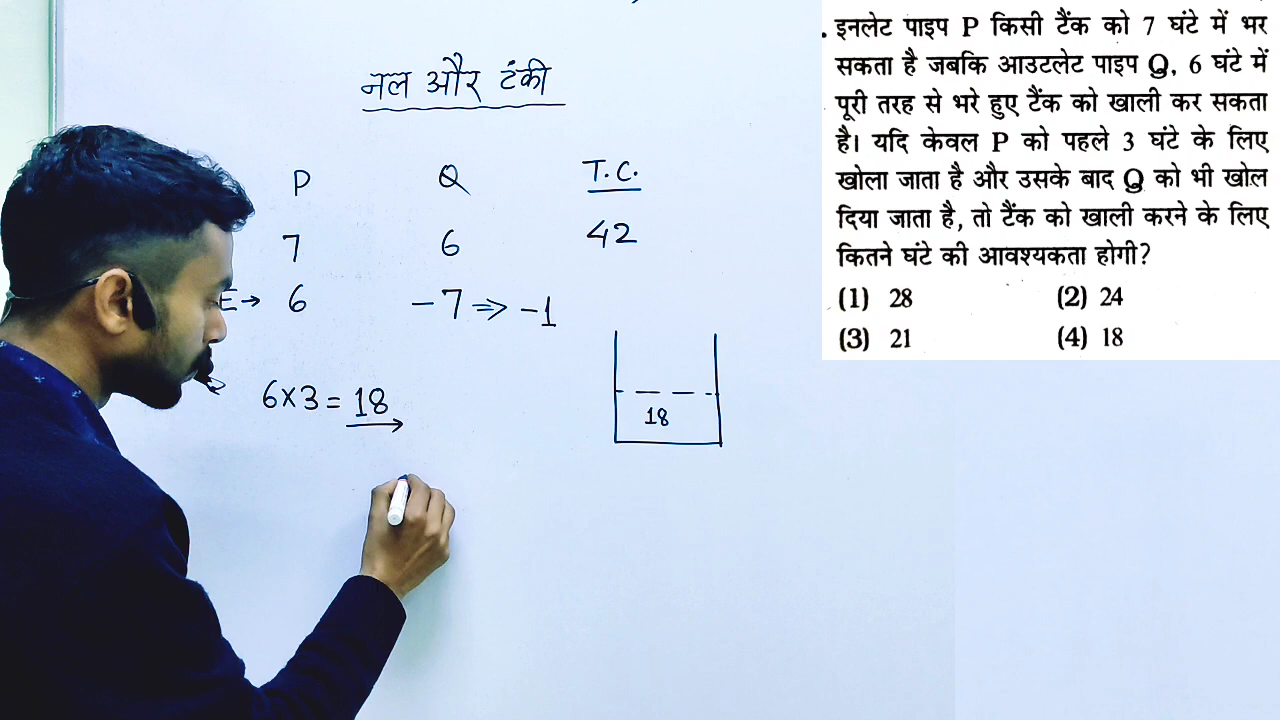 नल और टंकी
P Q T.C.
7 6 42
E→ 6 -7 ⇒ -1
6×3 = 18
18
इनलेट पाइप P किसी टैंक को 7 घंटे में भर
सकता है जबकि आउटलेट पाइप Q, 6 घंटे में
पूरी तरह से भरे हुए टैंक को खाली कर सकता
है। यदि केवल P को पहले 3 घंटे के लिए
खोला जाता है और उसके बाद Q को भी खोल
दिया जाता है, तो टैंक को खाली करने के लिए
कितने घंटे की आवश्यकता होगी?
(1) 28 (2) 24
(3) 21 (4) 18